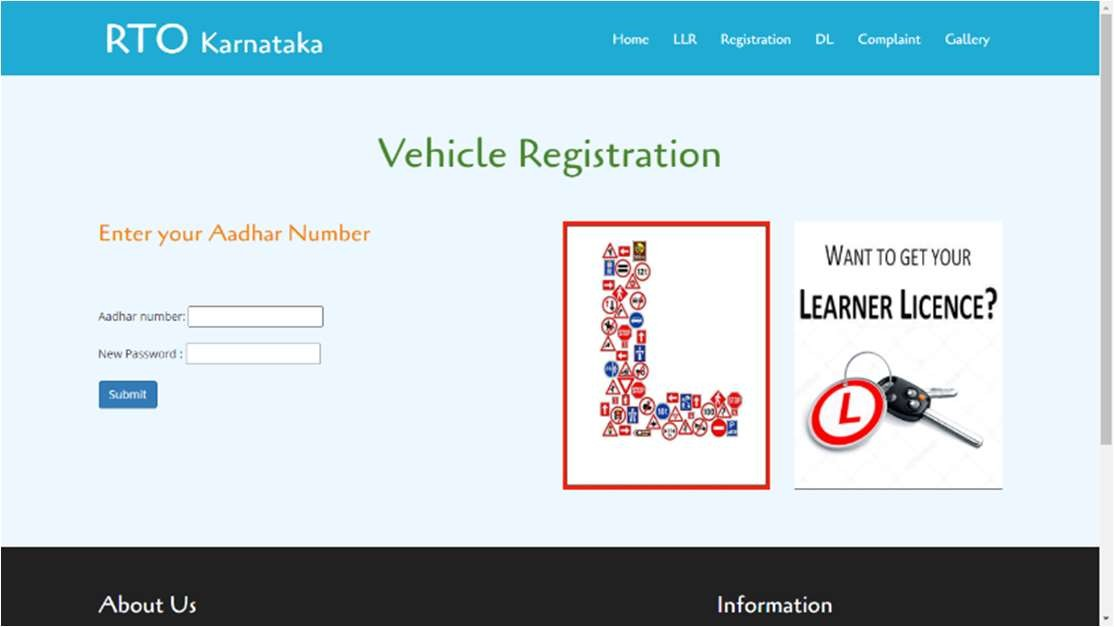 RTO Karnataka
Home LLR Registration DL Complaint Gallery
Vehicle Registration
Enter your Aadhar Number
Aadhar number:
New Password :
Submit
WANT TO GET YOUR
LEARNER LICENCE?
L
About Us
Information